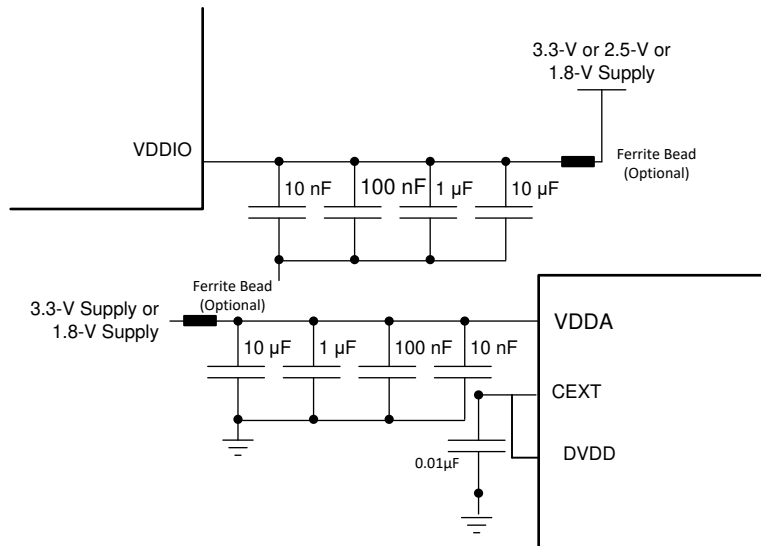 3.3-V or 2.5-V or
1.8-V Supply
VDDIO
Ferrite Bead
(Optional)
10 nF
100 nF
1 µF
10 µF
Ferrite Bead
(Optional)
3.3-V Supply or
1.8-V Supply
VDDA
10 µF
1 µF
100 nF
10 nF
CEXT
0.01µF
DVDD